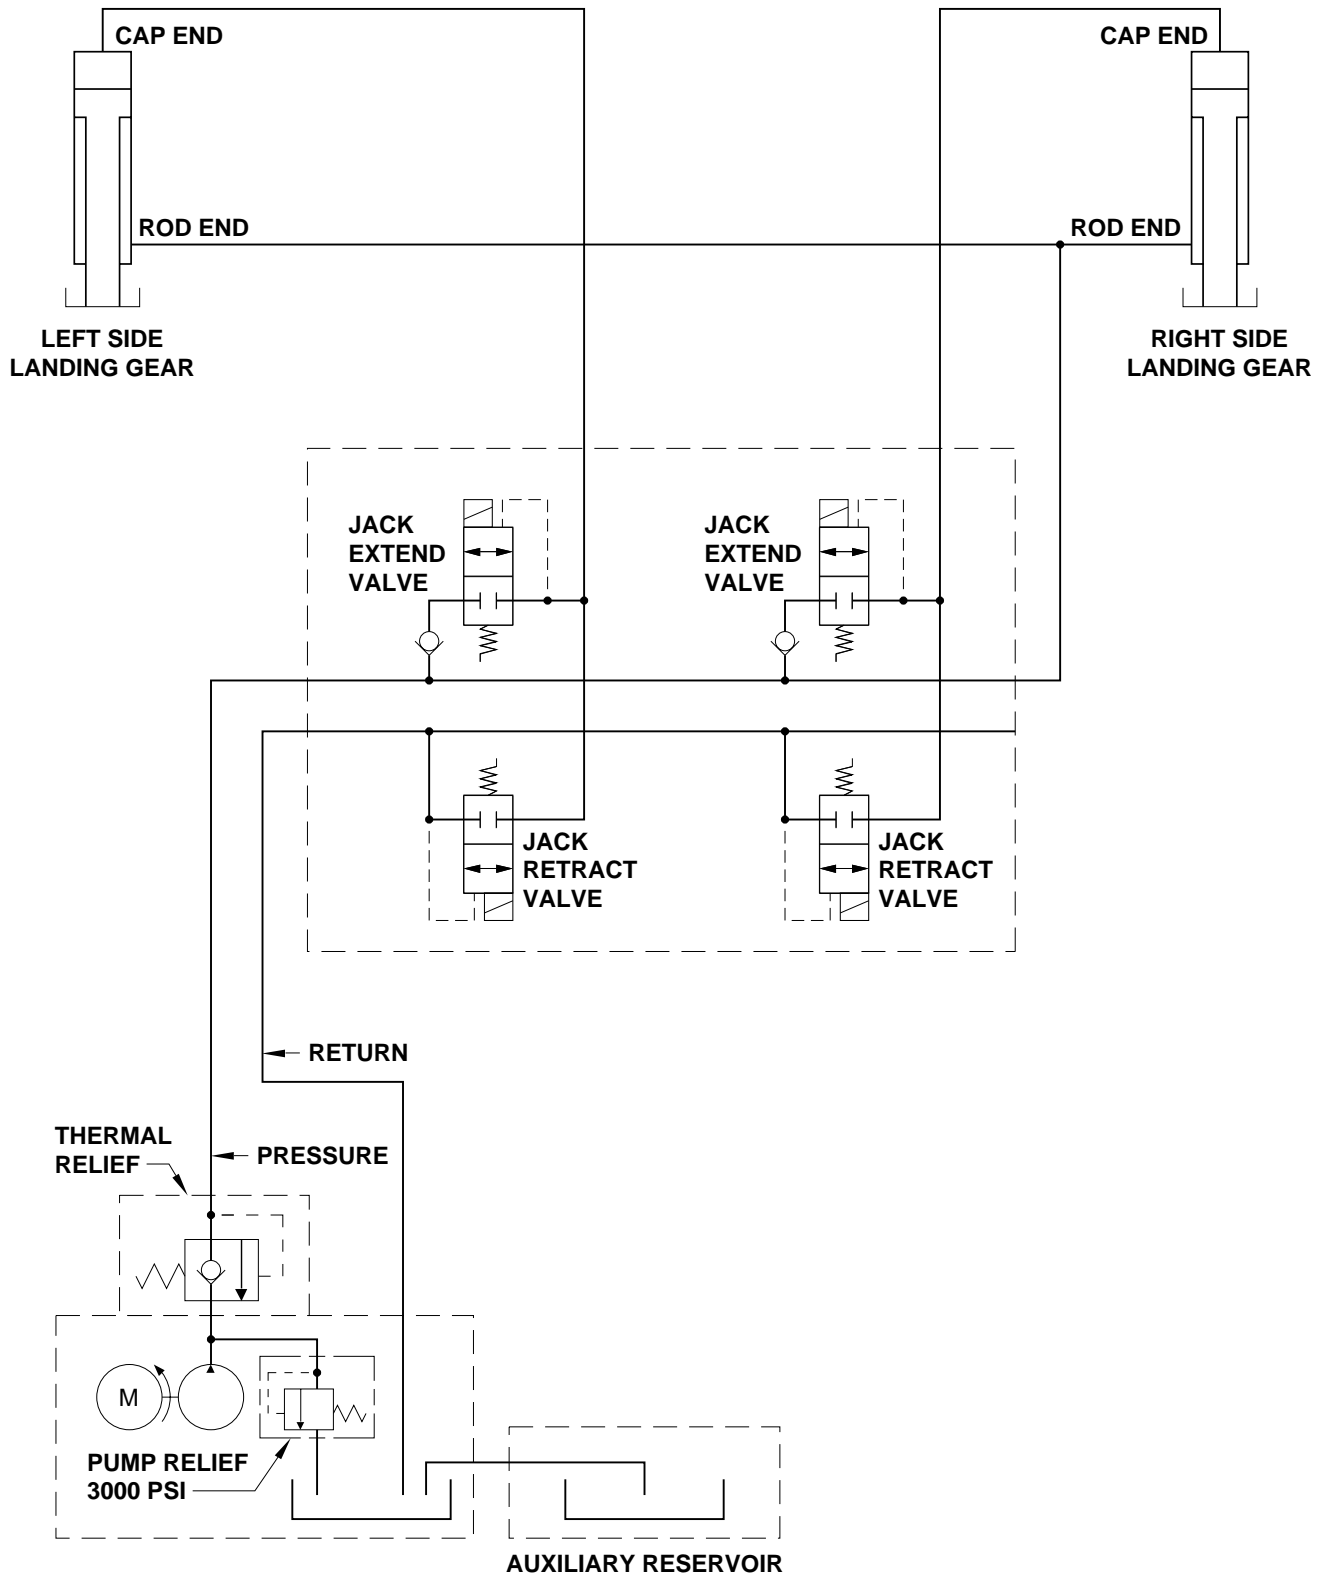 CAP END
CAP END
ROD END
ROD END
LEFT SIDE
LANDING GEAR
RIGHT SIDE
LANDING GEAR
JACK
EXTEND
VALVE
JACK
EXTEND
VALVE
JACK
RETRACT
VALVE
JACK
RETRACT
VALVE
RETURN
THERMAL
RELIEF
PRESSURE
M
PUMP RELIEF
3000 PSI
AUXILIARY RESERVOIR